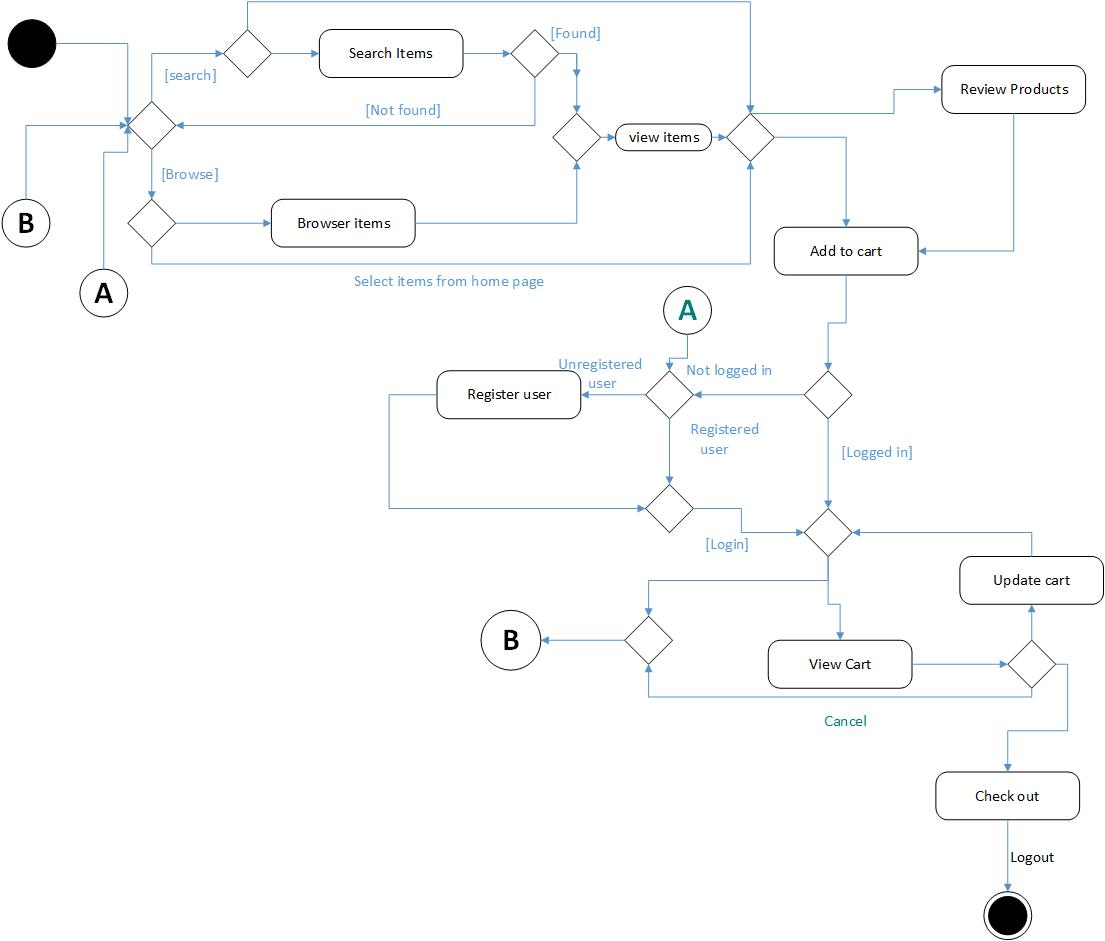 [Found]
Search Items
[search]
Review Products
[Not found]
view items
[Browse]
B
Browser items
Add to cart
Select items from home page
A
A
Unregistered
user
Not logged in
Register user
Registered
user
[Logged in]
[Login]
Update cart
B
View Cart
Cancel
Check out
Logout